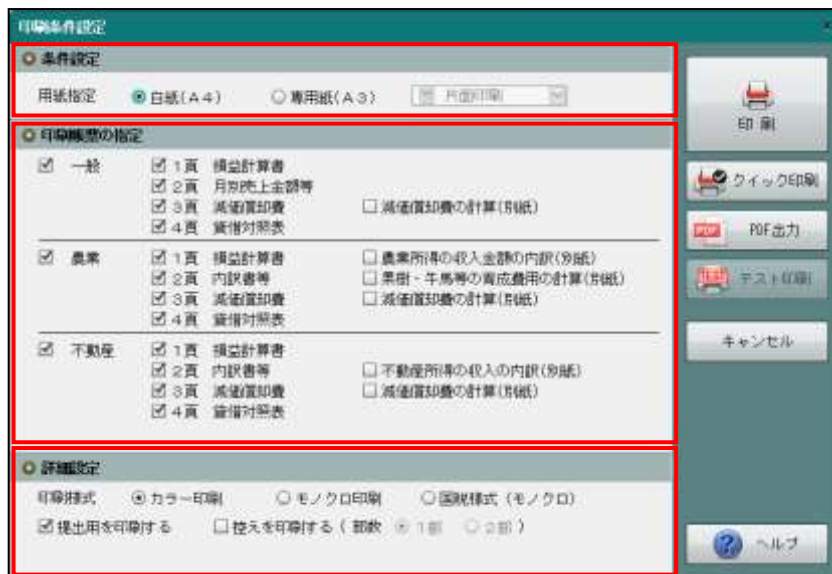 印刷条件設定
条件設定
用紙指定 白紙(A4) 専用紙(A3) 片面印刷
印刷帳票の指定
一般 1頁 損益計算書
2頁 月別売上金額等
3頁 減価償却費 減価償却費の計算(別紙)
4頁 貸借対照表
農業 1頁 損益計算書 農業所得の収入金額の内訳(別紙)
2頁 内訳書等 果樹・牛馬等の育成費用の計算(別紙)
3頁 減価償却費 減価償却費の計算(別紙)
4頁 貸借対照表
不動産 1頁 損益計算書
2頁 内訳書等 不動産所得の収入の内訳(別紙)
3頁 減価償却費 減価償却費の計算(別紙)
4頁 貸借対照表
詳細設定
印刷様式 カラー印刷 モノクロ印刷 国税様式(モノクロ)
提出用を印刷する 控えを印刷する(部数 1部 2部)
印刷
クイック印刷
PDF PDF出力
テスト印刷
キャンセル
ヘルプ